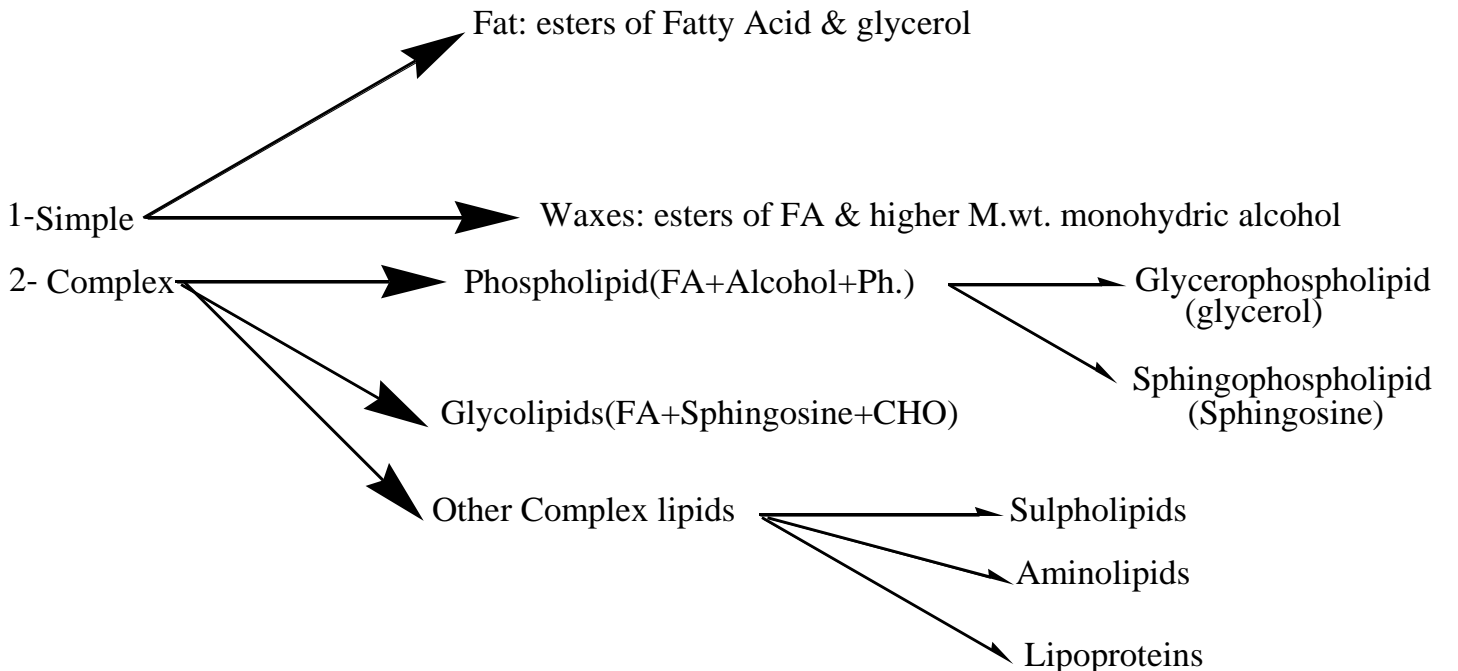 Fat: esters of Fatty Acid & glycerol
1-Simple
Waxes: esters of FA & higher M.wt. monohydric alcohol
2- Complex
Phospholipid(FA+Alcohol+Ph.)
Glycerophospholipid
(glycerol)
Sphingophospholipid
(Sphingosine)
Glycolipids(FA+Sphingosine+CHO)
Other Complex lipids
Sulpholipids
Aminolipids
Lipoproteins